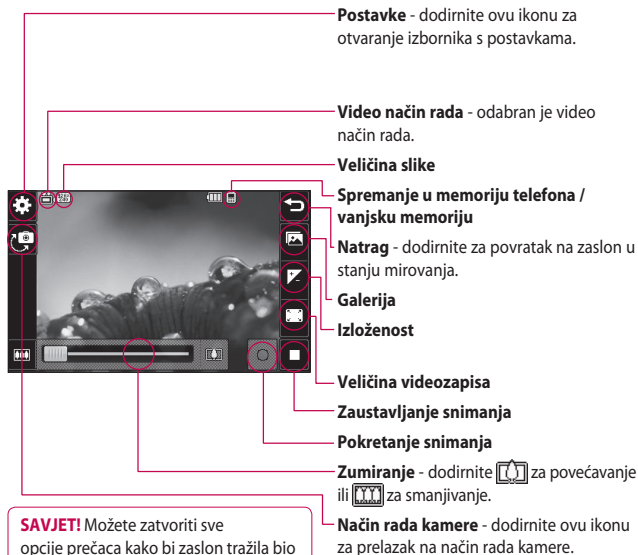 Postavke - dodirnite ovu ikonu za
otvaranje izbornika s postavkama.
Video način rada - odabran je video
način rada.
Veličina slike
Spremanje u memoriju telefona /
vanjsku memoriju
Natrag - dodirnite za povratak na zaslon u
stanju mirovanja.
Galerija
Izloženost
Veličina videozapisa
Zaustavljanje snimanja
Pokretanje snimanja
Zumiranje - dodirnite za povećavanje
ili za smanjivanje.
Način rada kamere - dodirnite ovu ikonu
za prelazak na način rada kamere.
SAVJET! Možete zatvoriti sve
opcije prečaca kako bi zaslon tražila bio